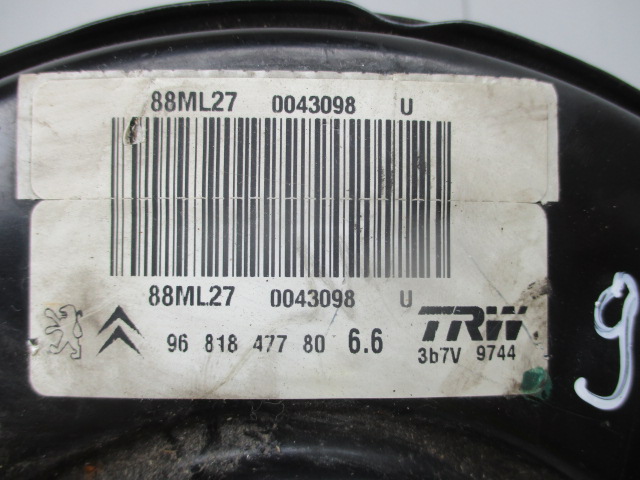 88ML27 0043098 U
88ML27 0043098 U
96 818 477 80 6.6
TRW
3b7V 9744
9